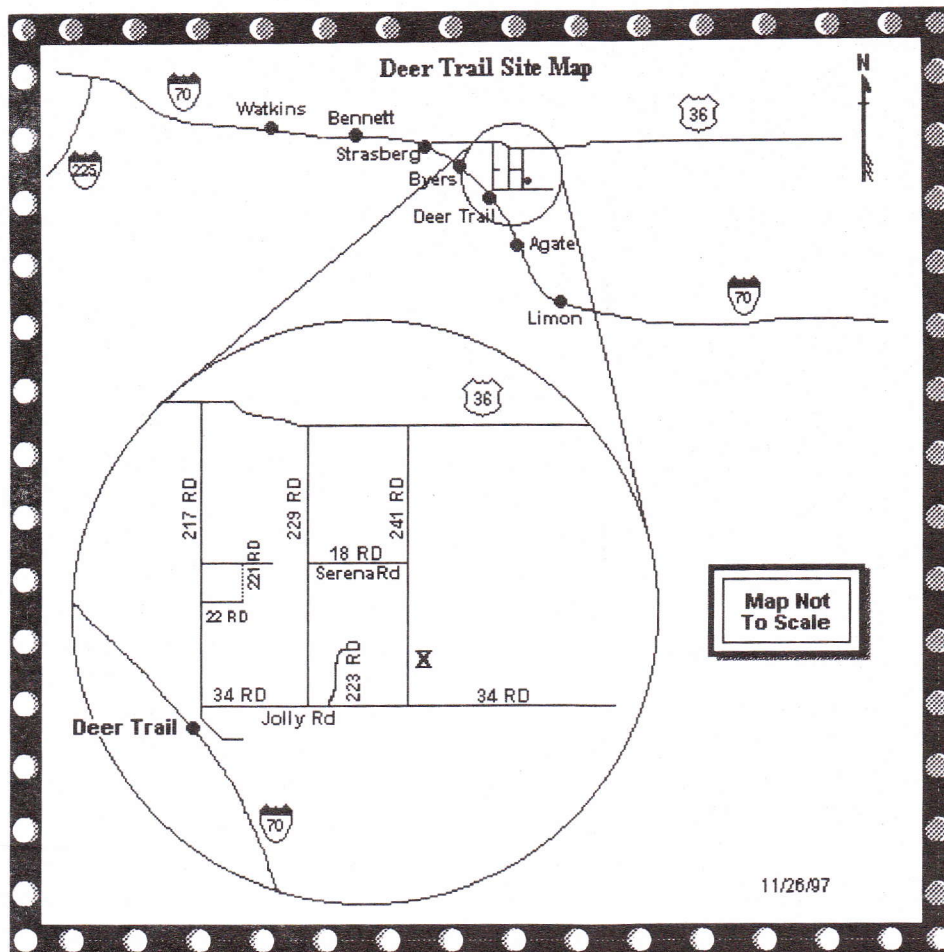 Deer Trail Site Map
N
70
Watkins
Bennett
36
225
Strasberg
Byers
Deer Trail
Agate
70
Limon
36
217 RD
229 RD
241 RD
221 RD
18 RD
Serena Rd
22 RD
Map Not
To Scale
223 RD
X
34 RD
34 RD
Jolly Rd
Deer Trail
70
11/26/97